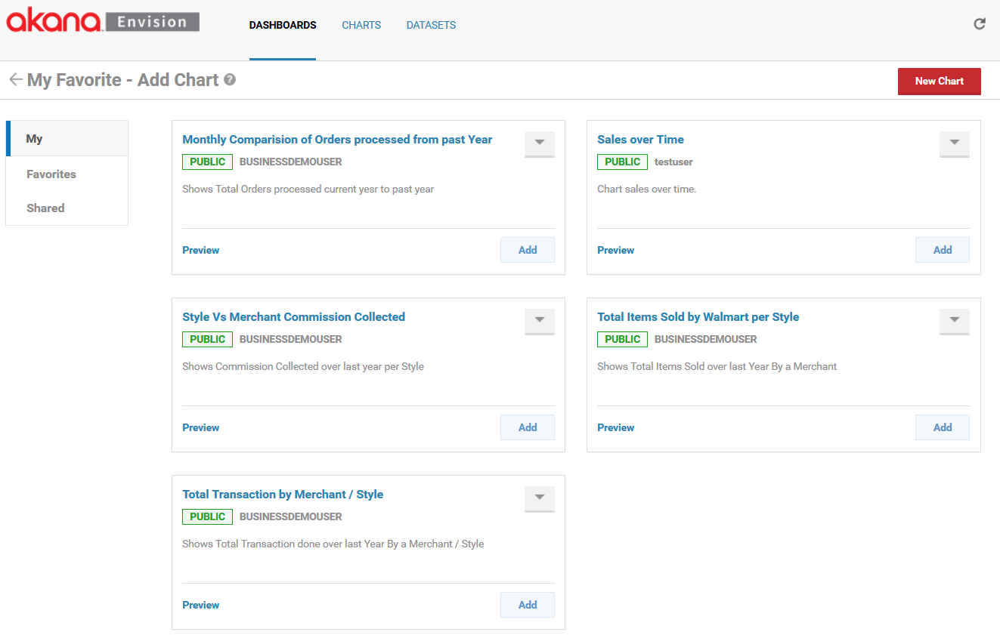 akana Envision
DASHBOARDS CHARTS DATASETS
My Favorite - Add Chart ?
New Chart
My
Favorites
Shared
Monthly Comparision of Orders processed from past Year
PUBLIC BUSINESSDEMOUSER
Shows Total Orders processed current yesr to past year
Preview Add
Sales over Time
PUBLIC testuser
Chart sales over time.
Preview Add
Style Vs Merchant Commission Collected
PUBLIC BUSINESSDEMOUSER
Shows Commission Collected over last year per Style
Preview Add
Total Items Sold by Walmart per Style
PUBLIC BUSINESSDEMOUSER
Shows Total Items Sold over last Year By a Merchant
Preview Add
Total Transaction by Merchant / Style
PUBLIC BUSINESSDEMOUSER
Shows Total Transaction done over last Year By a Merchant / Style
Preview Add